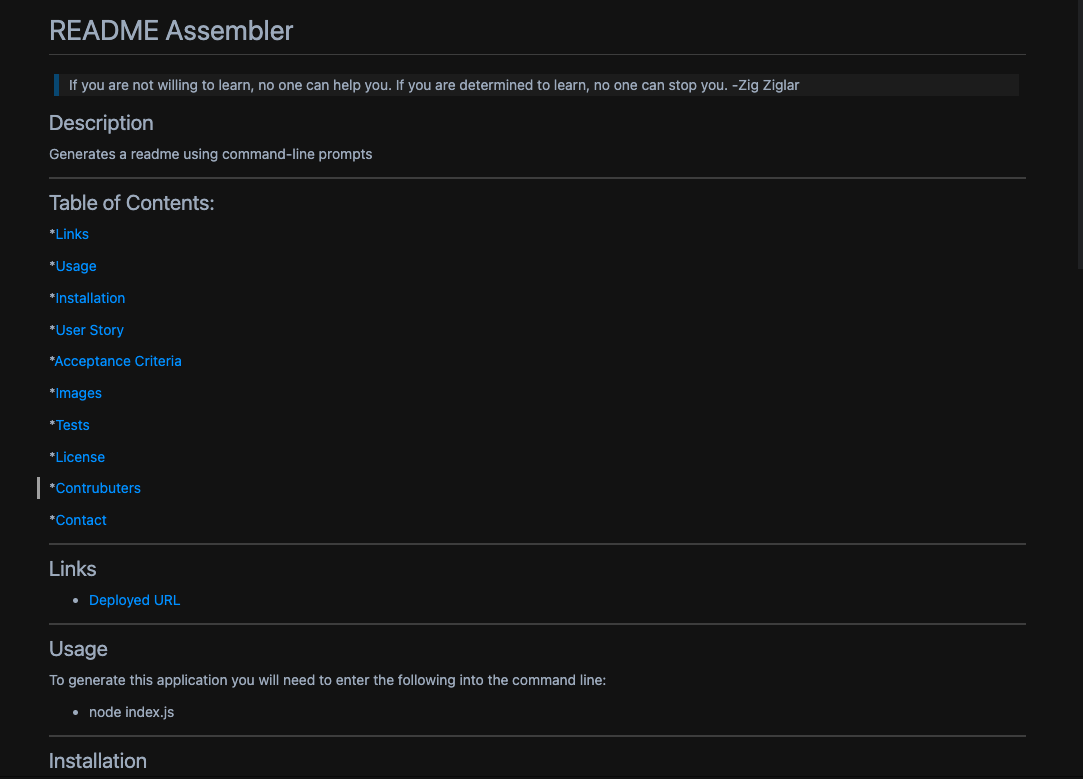 README Assembler
If you are not willing to learn, no one can help you. If you are determined to learn, no one can stop you. -Zig Ziglar
Description
Generates a readme using command-line prompts
Table of Contents:
*Links
*Usage
*Installation
*User Story
*Acceptance Criteria
*Images
*Tests
*License
*Contrubuters
*Contact
Links
• Deployed URL
Usage
To generate this application you will need to enter the following into the command line:
• node index.js
Installation